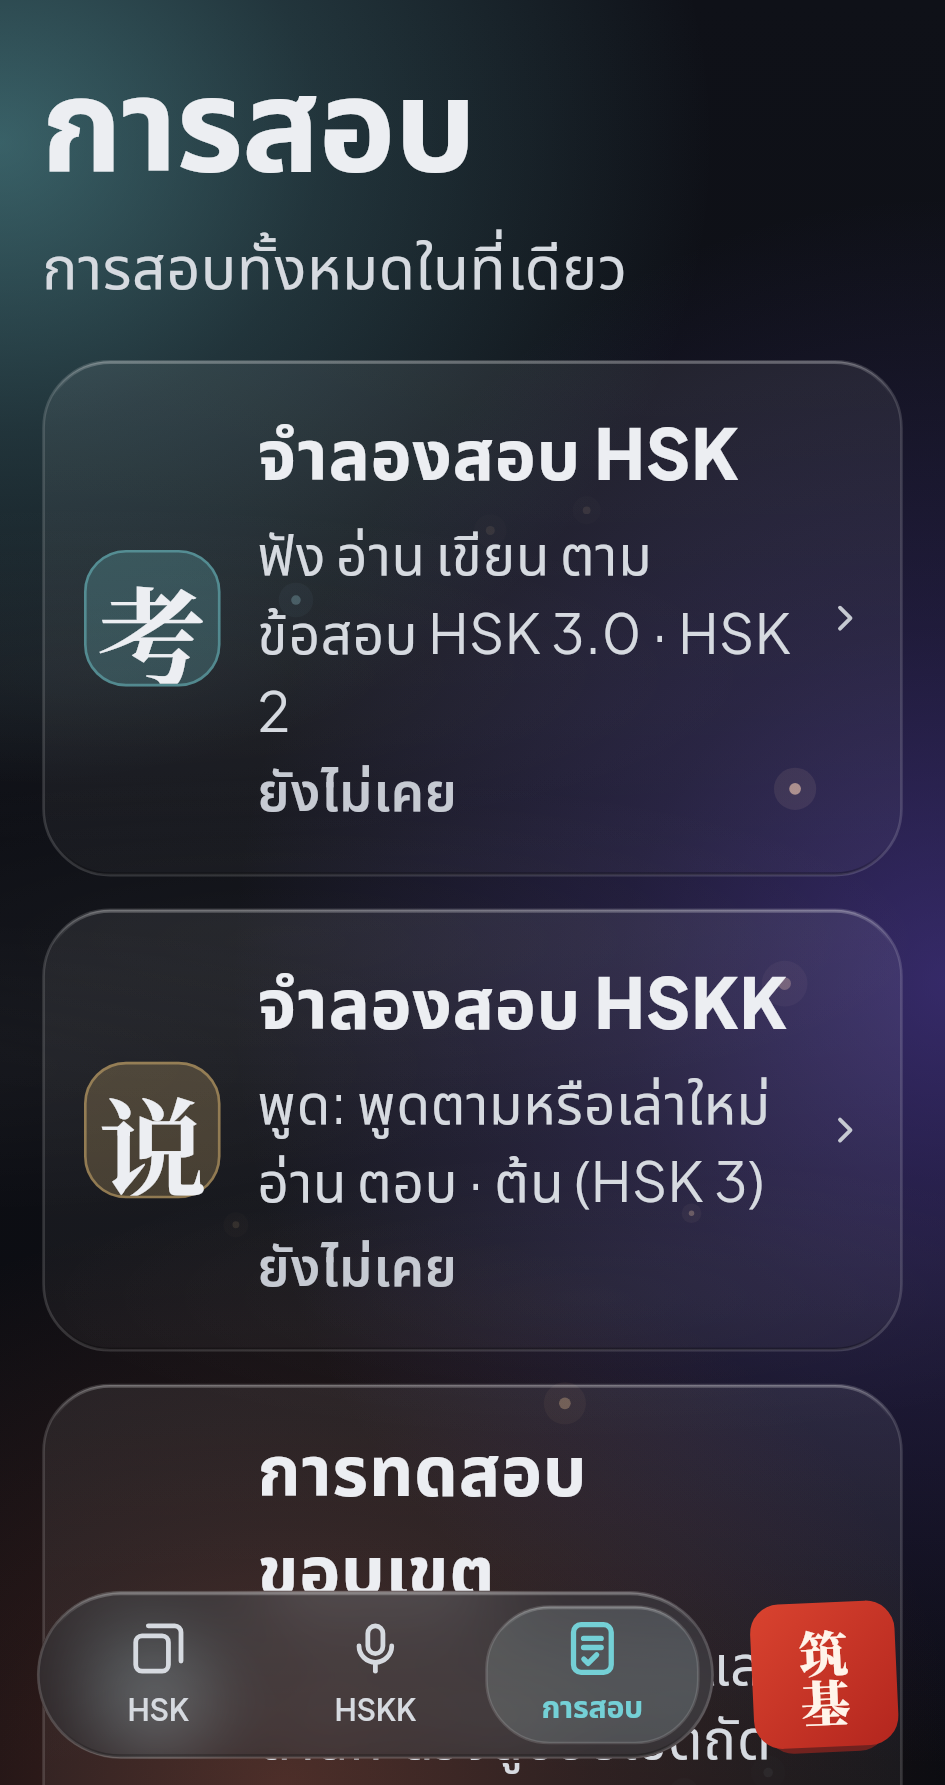 การสอบ
การสอบทั้งหมดในที่เดียว
จำลองสอบ HSK
ฟัง อ่าน เขียน ตาม
ข้อสอบ HSK 3.0 · HSK
2
ยังไม่เคย
考
จำลองสอบ HSKK
พูด: พูดตามหรือเล่าใหม่
อ่าน ตอบ · ต้น (HSK 3)
ยังไม่เคย
说
การทดสอบ
ขอบเขต
HSK
HSKK
การสอบ
筑
基